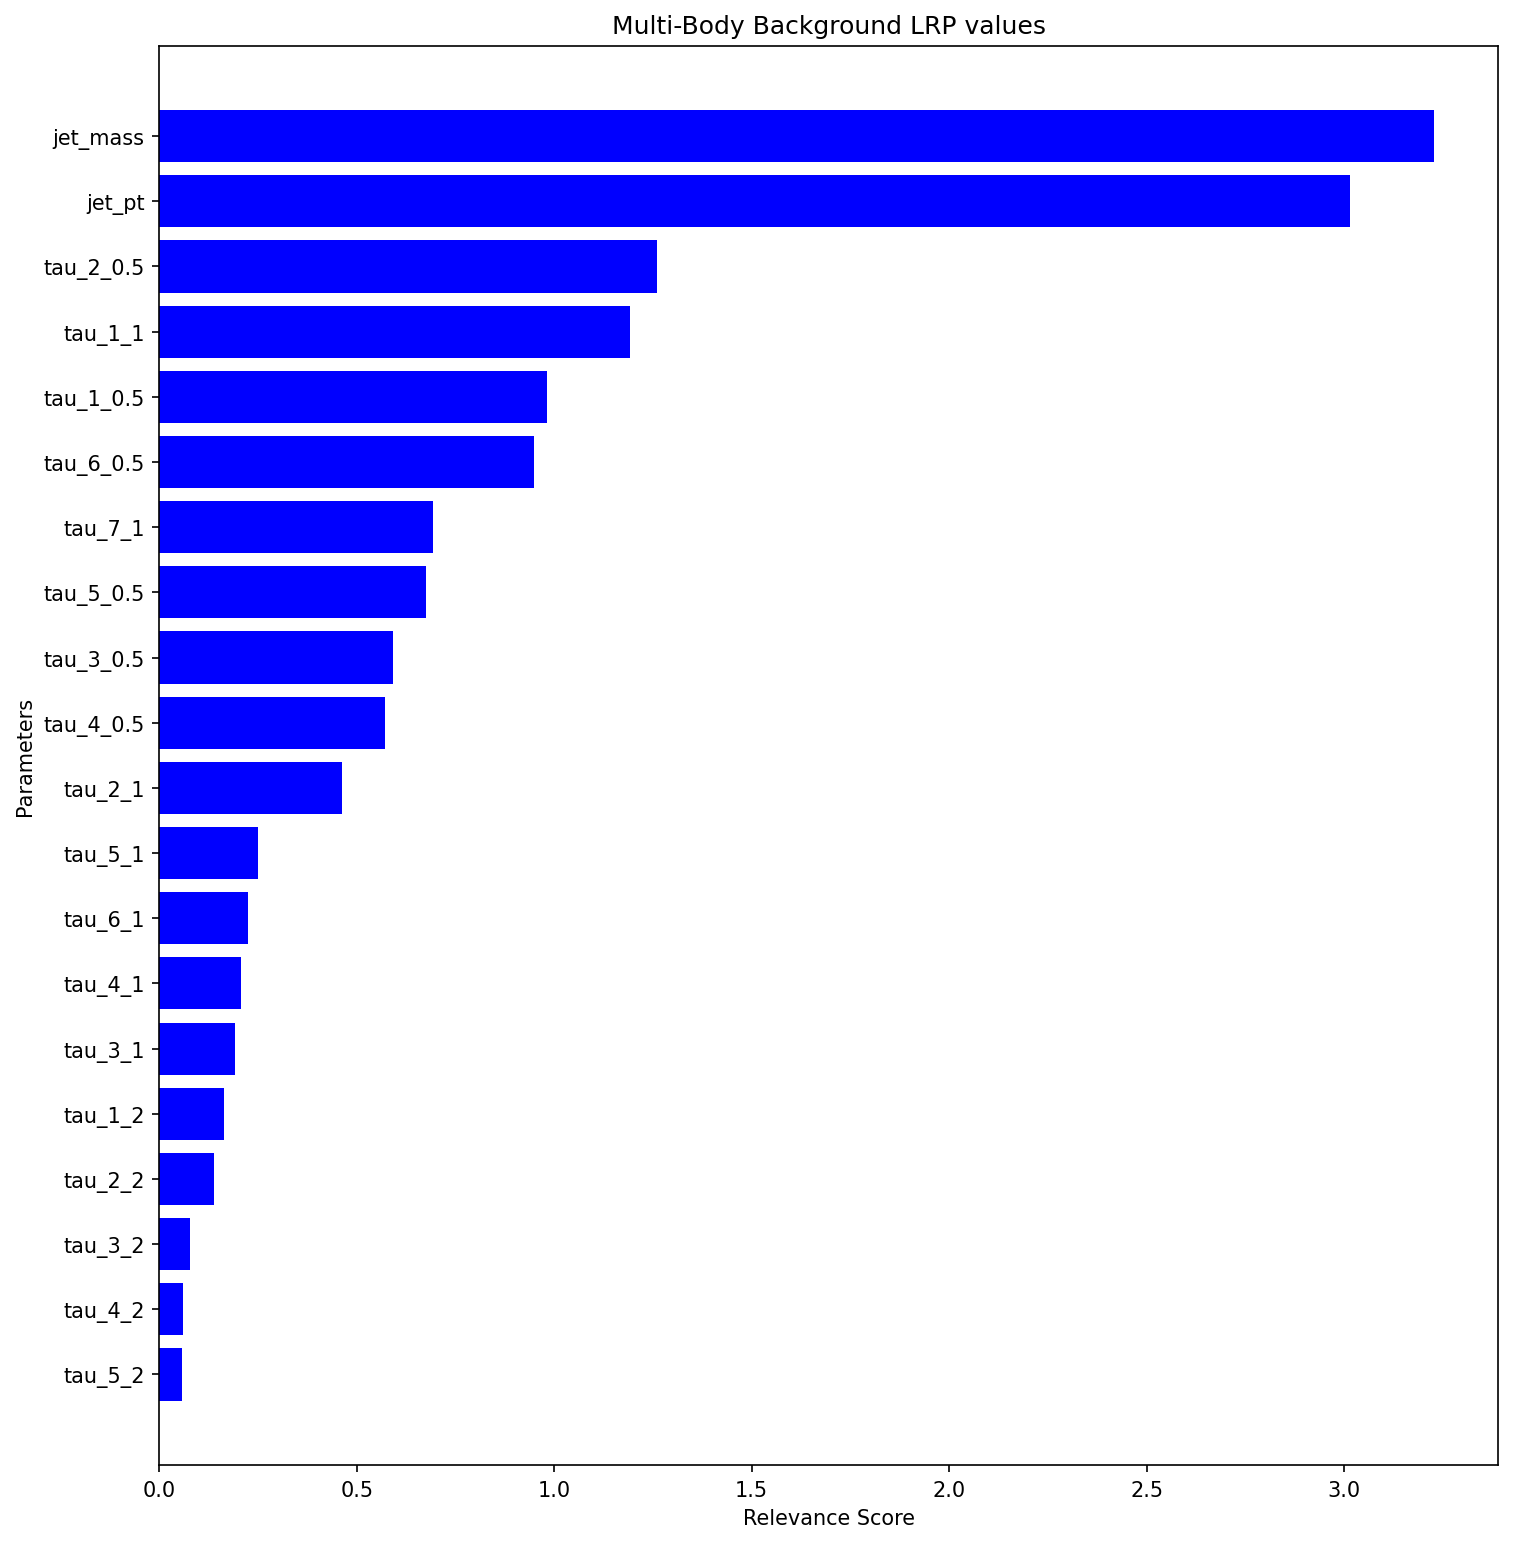 Multi-Body Background LRP values
Parameters
jet_mass
jet_pt
tau_2_0.5
tau_1_1
tau_1_0.5
tau_6_0.5
tau_7_1
tau_5_0.5
tau_3_0.5
tau_4_0.5
tau_2_1
tau_5_1
tau_6_1
tau_4_1
tau_3_1
tau_1_2
tau_2_2
tau_3_2
tau_4_2
tau_5_2
0.0 0.5 1.0 1.5 2.0 2.5 3.0
Relevance Score